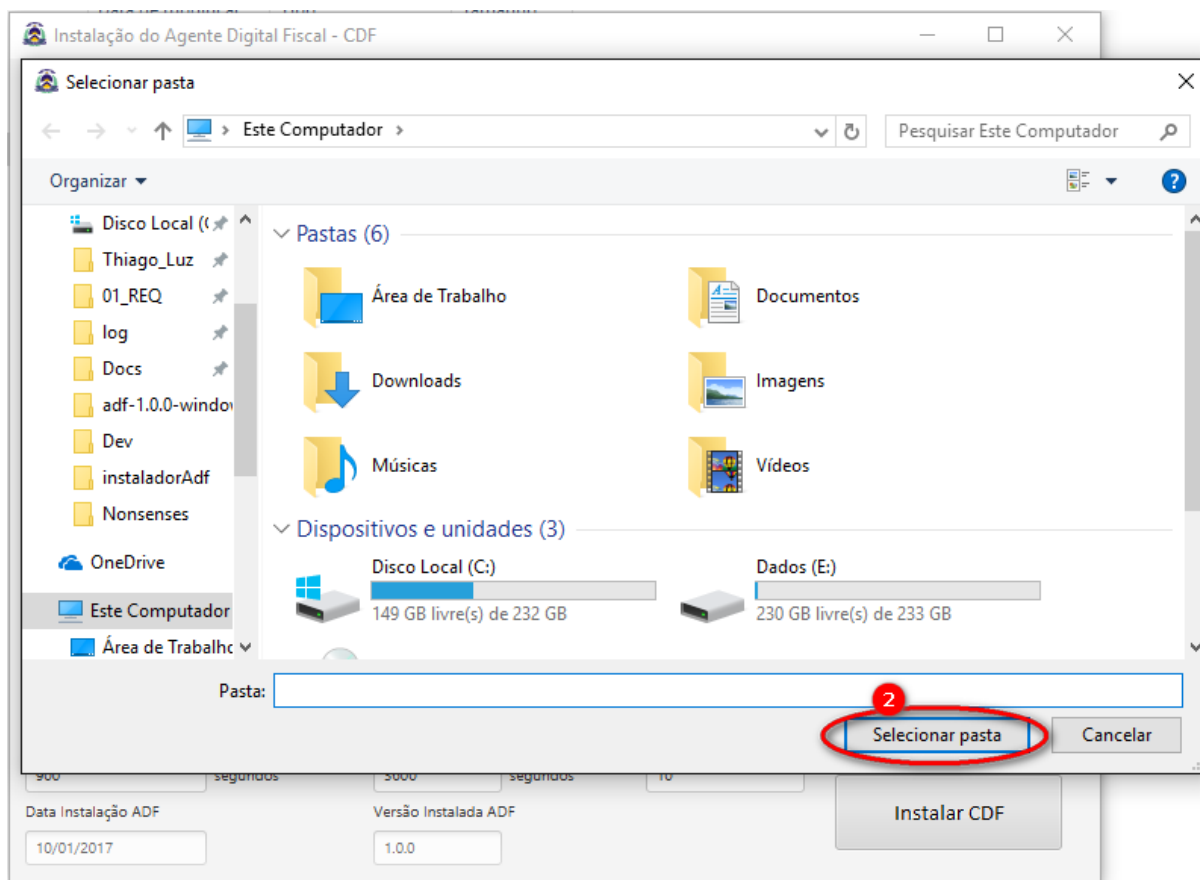 Instalação do Agente Digital Fiscal - CDF
Selecionar pasta
Este Computador
Pesquisar Este Computador
Organizar
?
Disco Local (
Thiago_Luz
01_REQ
log
Docs
adf-1.0.0-window
Dev
instaladorAdf
Nonsenses
OneDrive
Este Computador
Área de Trabalho
Pastas (6)
Área de Trabalho
Documentos
Downloads
Imagens
Músicas
Vídeos
Dispositivos e unidades (3)
Disco Local (C:)
149 GB livre(s) de 232 GB
Dados (E:)
230 GB livre(s) de 233 GB
Pasta:
2
Selecionar pasta
Cancelar
900 segundos 3000 segundos 10
Data Instalação ADF
Versão Instalada ADF
Instalar CDF
10/01/2017
1.0.0